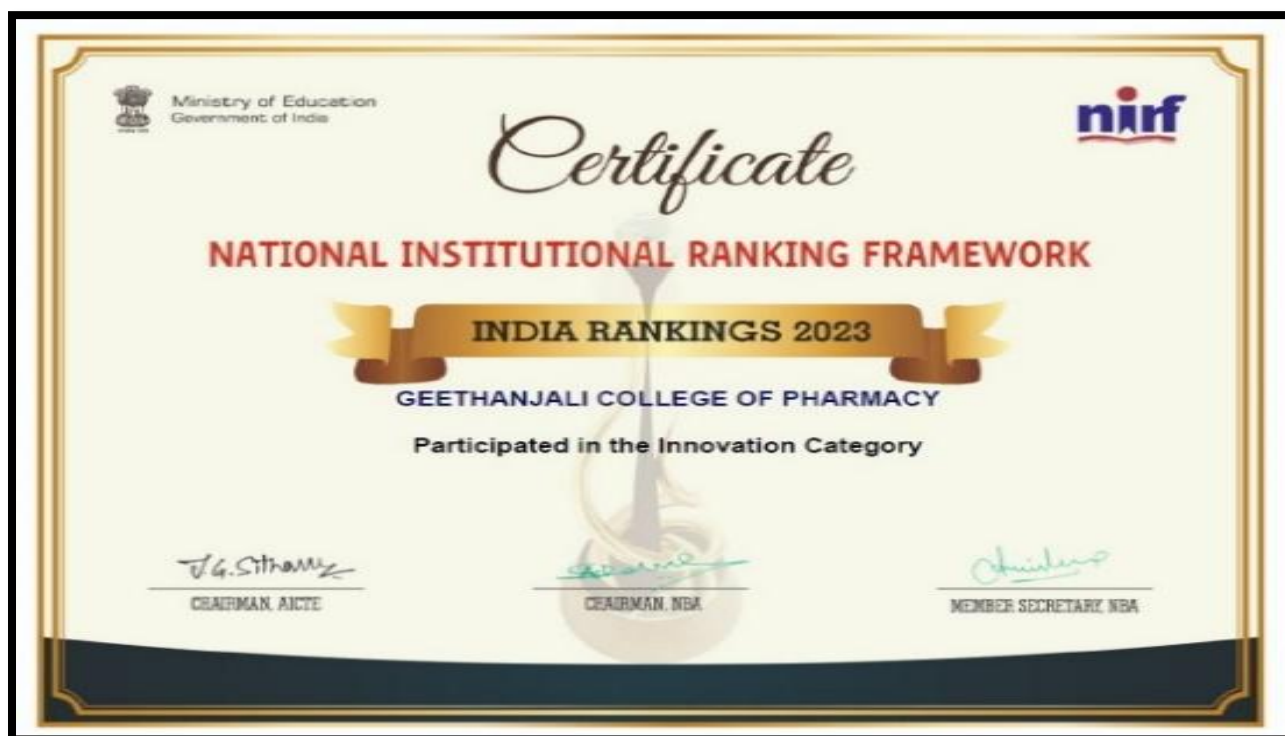 Ministry of Education
Government of India
nirf
Certificate
NATIONAL INSTITUTIONAL RANKING FRAMEWORK
INDIA RANKINGS 2023
GEETHANJALI COLLEGE OF PHARMACY
Participated in the Innovation Category
T.G. Sitharam
CHAIRMAN, AICTE
CHAIRMAN, NBA
MEMBER SECRETARY, NBA